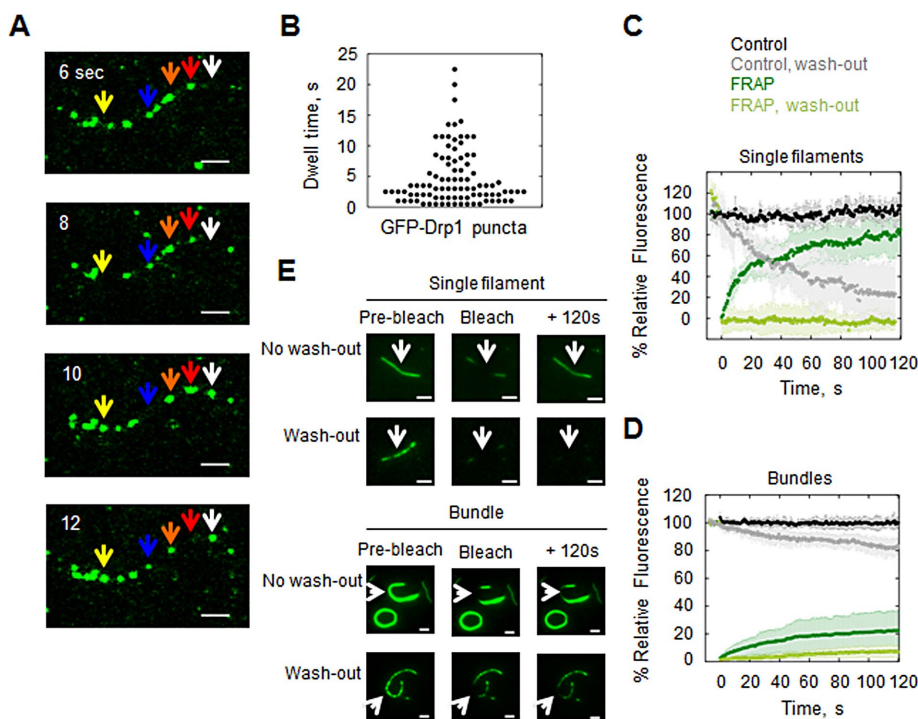 A
6 sec
8
10
12
B
Dwell time, s
25
20
15
10
5
0
GFP-Drp1 puncta
C
Control
Control, wash-out
FRAP
FRAP, wash-out
Single filaments
% Relative Fluorescence
120
100
80
60
40
20
0
0 20 40 60 80 100 120
Time, s
E
Single filament
Pre-bleach Bleach + 120s
No wash-out
Wash-out
Bundle
Pre-bleach Bleach + 120s
No wash-out
Wash-out
D
Bundles
% Relative Fluorescence
120
100
80
60
40
20
0
0 20 40 60 80 100 120
Time, s